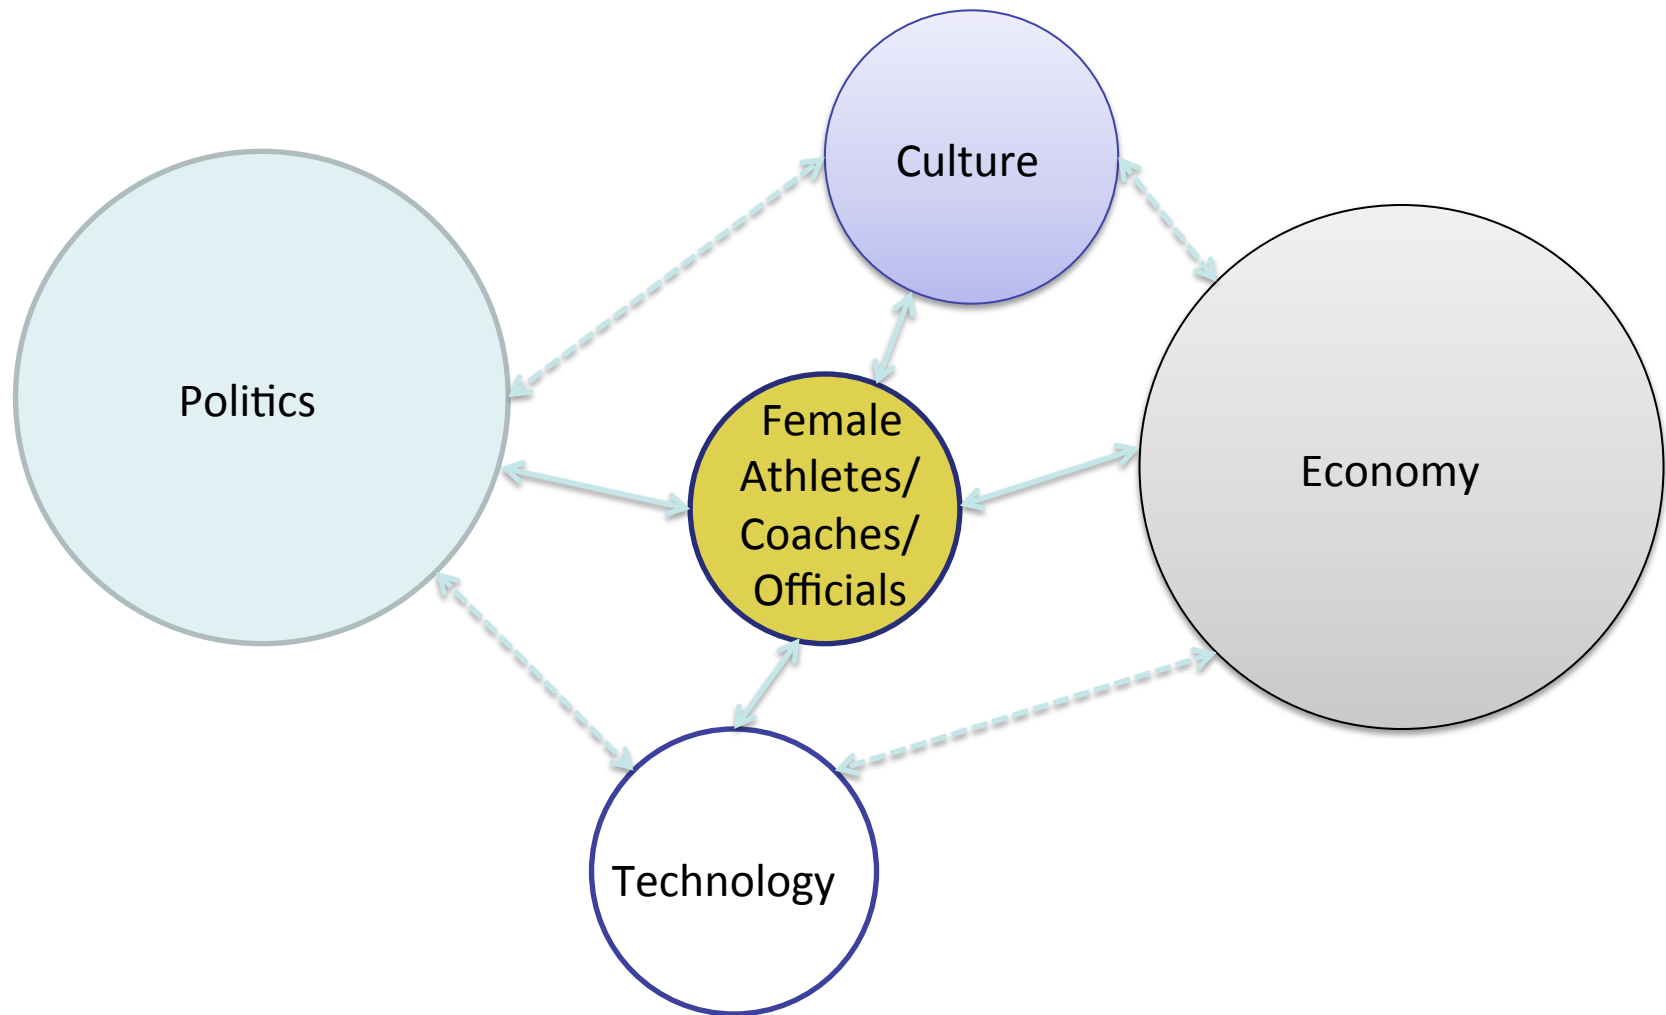 Culture
Politics
Female
Athletes/
Coaches/
Officials
Economy
Technology